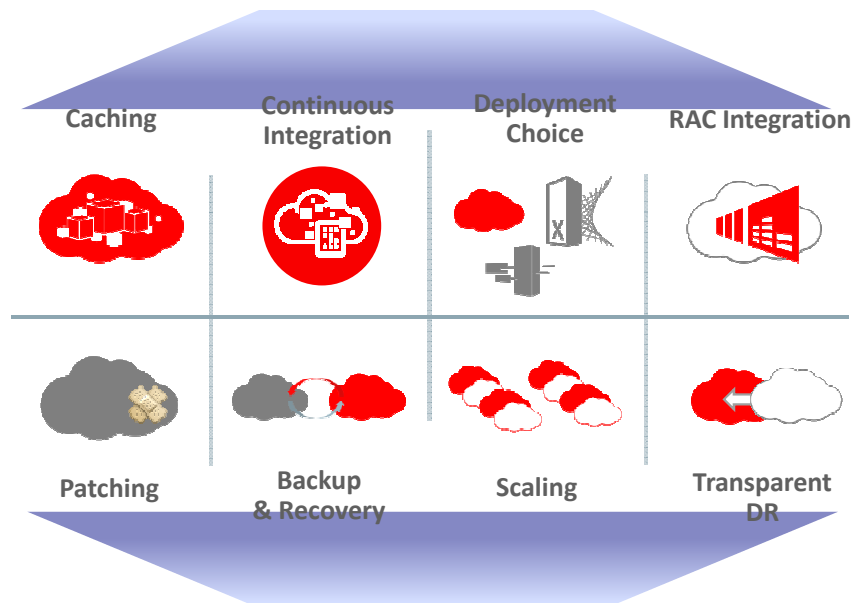 Caching
Continuous
Integration
Deployment
Choice
RAC Integration
X
Patching
Backup
& Recovery
Scaling
Transparent
DR